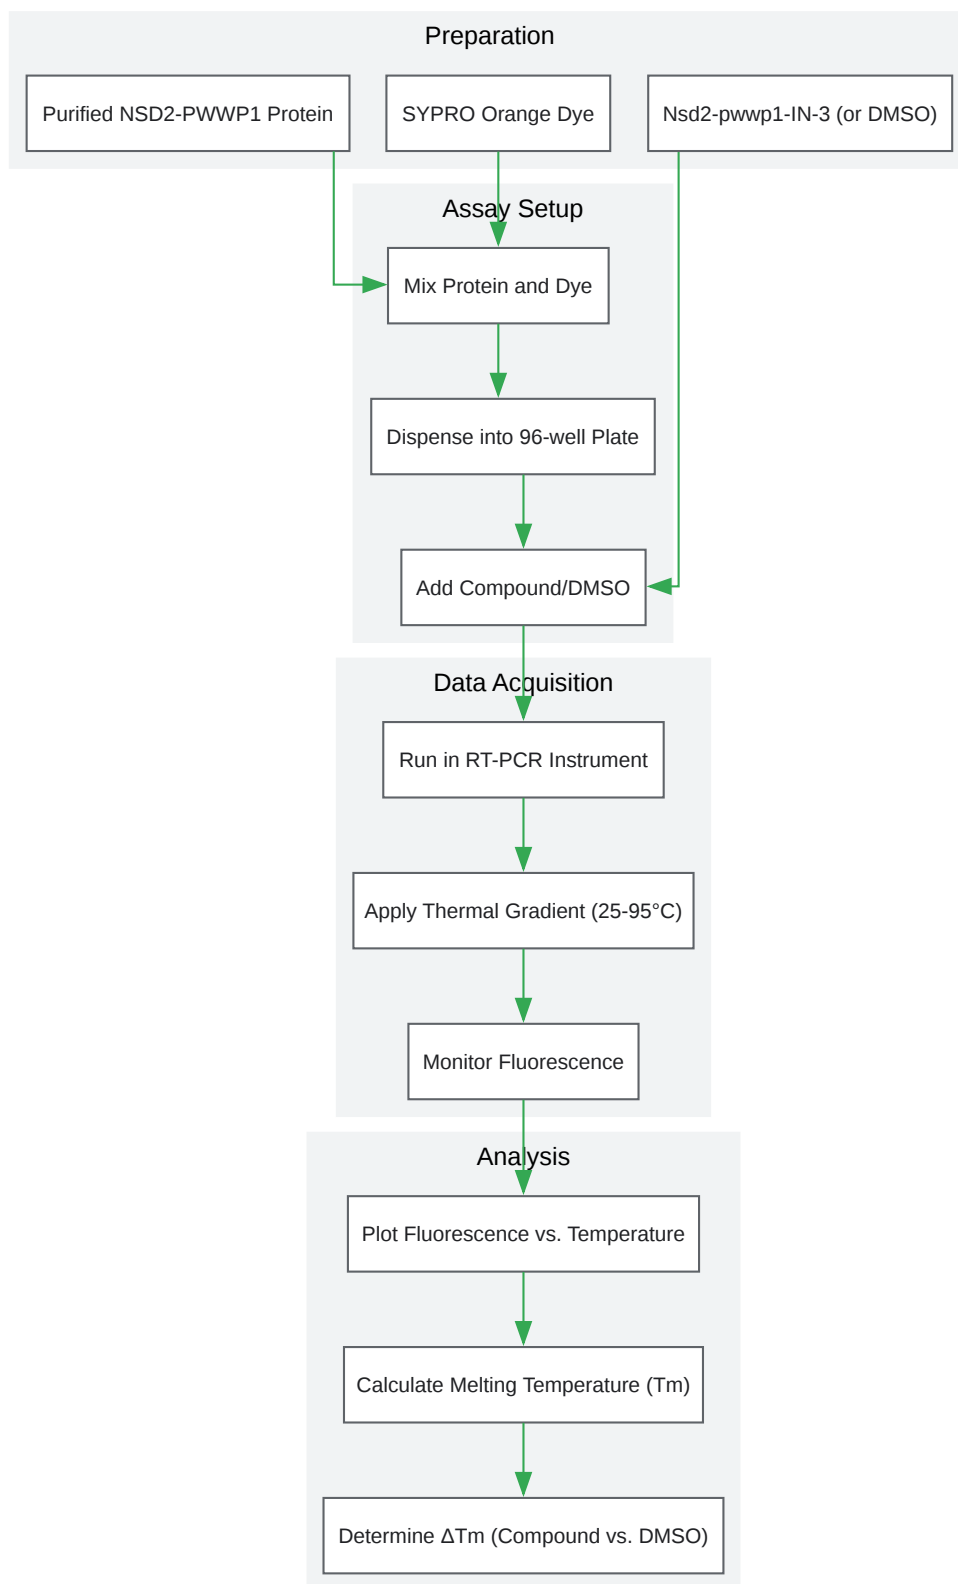 Preparation
Purified NSD2-PWWP1 Protein
SYPRO Orange Dye
Nsd2-pwwp1-IN-3 (or DMSO)
Assay Setup
Mix Protein and Dye
Dispense into 96-well Plate
Add Compound/DMSO
Data Acquisition
Run in RT-PCR Instrument
Apply Thermal Gradient (25-95°C)
Monitor Fluorescence
Analysis
Plot Fluorescence vs. Temperature
Calculate Melting Temperature (Tm)
Determine ΔTm (Compound vs. DMSO)